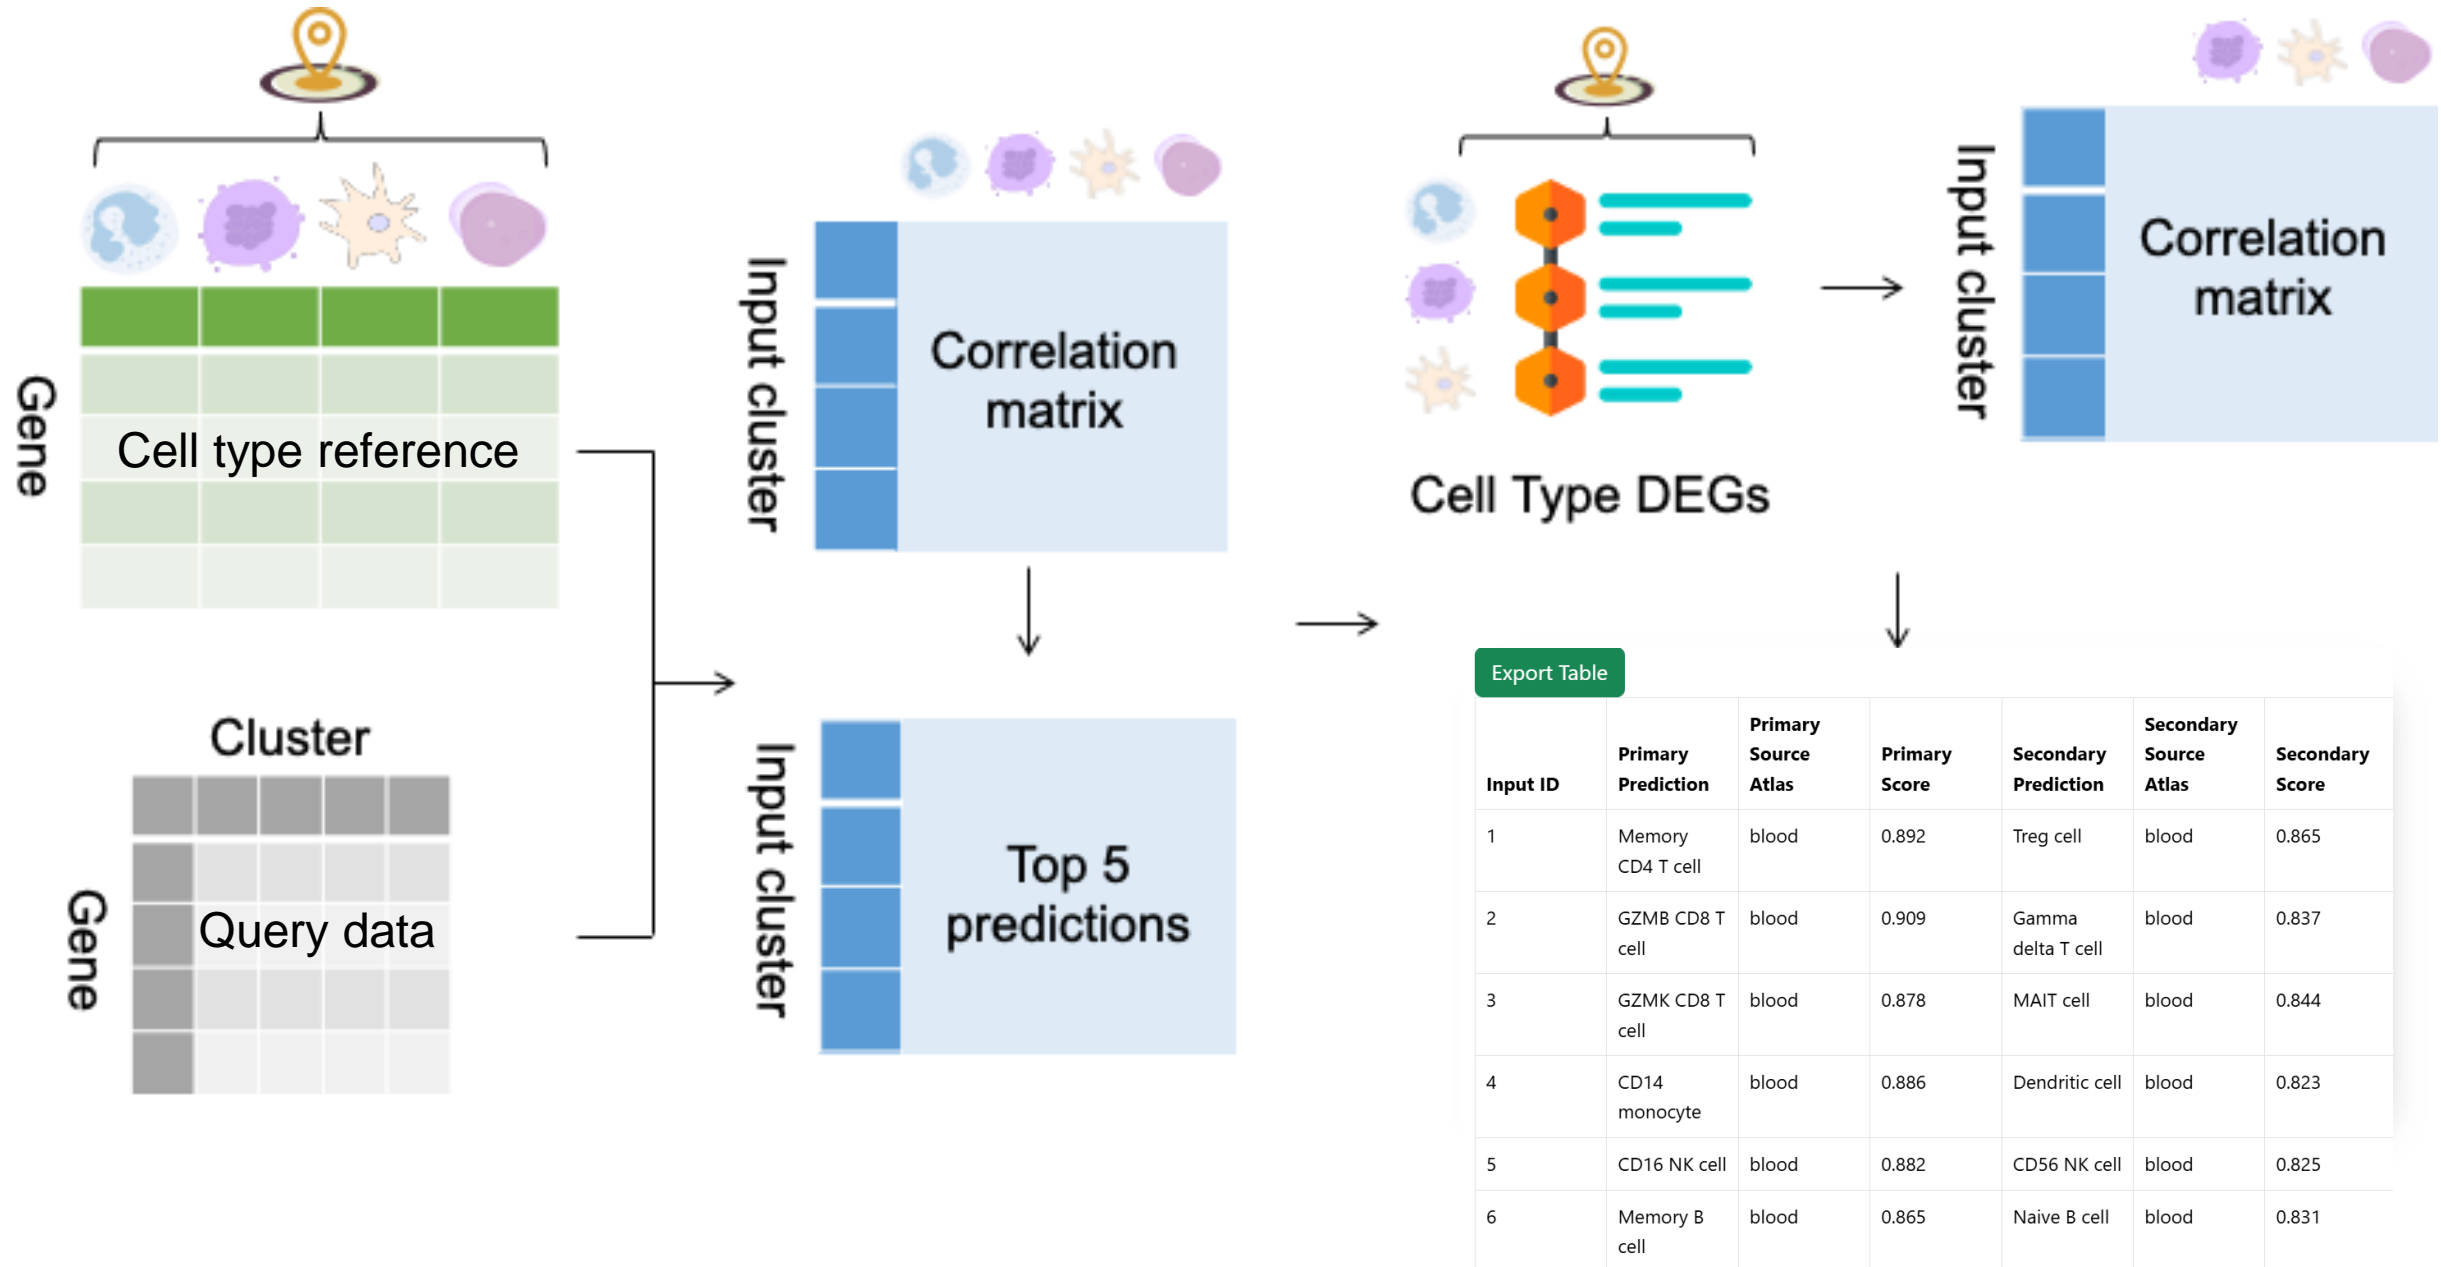 Gene
Cell type reference
Cluster
Gene
Query data
Input cluster
Correlation
matrix
Input cluster
Top 5
predictions
Cell Type DEGs
Input cluster
Correlation
matrix
Export Table
Input ID
Primary
Prediction
Primary
Source
Atlas
Primary
Score
Secondary
Prediction
Secondary
Source
Atlas
Secondary
Score
1
Memory
CD4 T cell
blood
0.892
Treg cell
blood
0.865
2
GZMB CD8 T
cell
blood
0.909
Gamma
delta T cell
blood
0.837
3
GZMK CD8 T
cell
blood
0.878
MAIT cell
blood
0.844
4
CD14
monocyte
blood
0.886
Dendritic cell
blood
0.823
5
CD16 NK cell
blood
0.882
CD56 NK cell
blood
0.825
6
Memory B
cell
blood
0.865
Naive B cell
blood
0.831